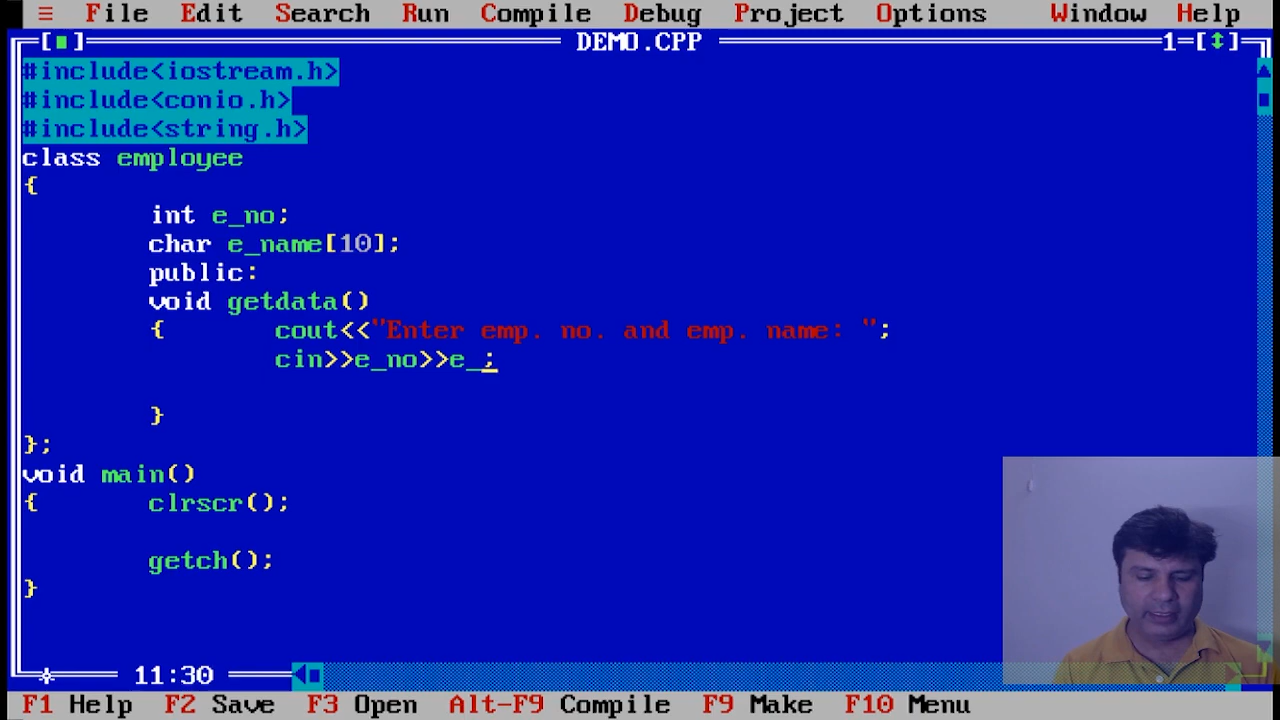 ≡ File Edit Search Run Compile Debug Project Options Window Help
[■] DEMO.CPP 1=[↕]
#include<iostream.h>
#include<conio.h>
#include<string.h>
class employee
{
int e_no;
char e_name[10];
public:
void getdata()
{ cout<<"Enter emp. no. and emp. name: ";
cin>>e_no>>e_;
}
};
void main()
{ clrscr();
getch();
}
11:30
F1 Help F2 Save F3 Open Alt-F9 Compile F9 Make F10 Menu